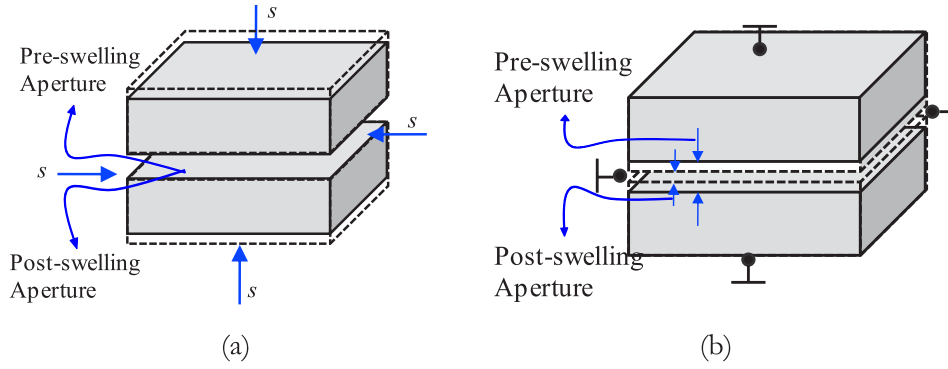 s
Pre-swelling
Aperture
s
s
Post-swelling
Aperture
s
(a)
Pre-swelling
Aperture
Post-swelling
Aperture
(b)